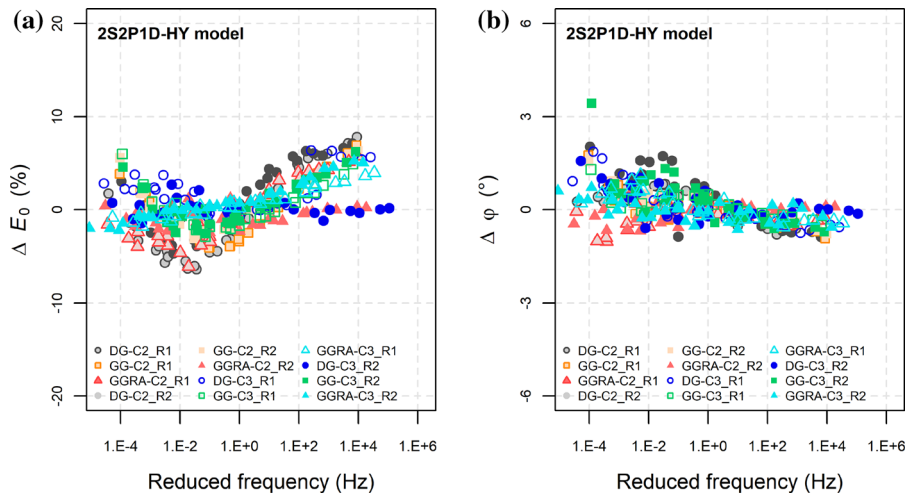 (a)
2S2P1D-HY model
Δ E0 (%)
20
10
0
-10
-20
DG-C2_R1
GG-C2_R1
GGRA-C2_R1
DG-C2_R2
GG-C2_R2
GGRA-C2_R2
DG-C3_R1
GG-C3_R1
GGRA-C3_R1
DG-C3_R2
GG-C3_R2
GGRA-C3_R2
1.E-4 1.E-2 1.E+0 1.E+2 1.E+4 1.E+6
Reduced frequency (Hz)
(b)
2S2P1D-HY model
Δ φ (°)
6
3
0
-3
-6
DG-C2_R1
GG-C2_R1
GGRA-C2_R1
DG-C2_R2
GG-C2_R2
GGRA-C2_R2
DG-C3_R1
GG-C3_R1
GGRA-C3_R1
DG-C3_R2
GG-C3_R2
GGRA-C3_R2
1.E-4 1.E-2 1.E+0 1.E+2 1.E+4 1.E+6
Reduced frequency (Hz)